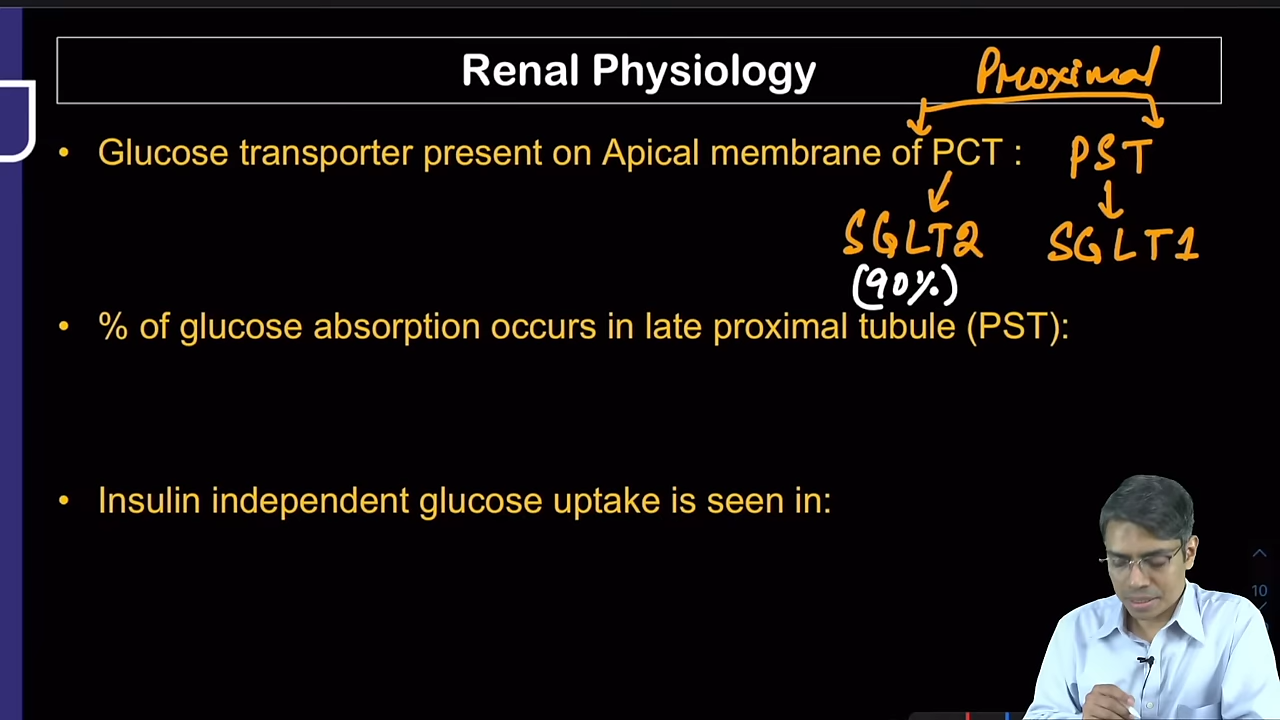 Renal Physiology
Proximal
• Glucose transporter present on Apical membrane of PCT : PST
SGLT2 SGLT1
(90%)
• % of glucose absorption occurs in late proximal tubule (PST):
• Insulin independent glucose uptake is seen in:
10